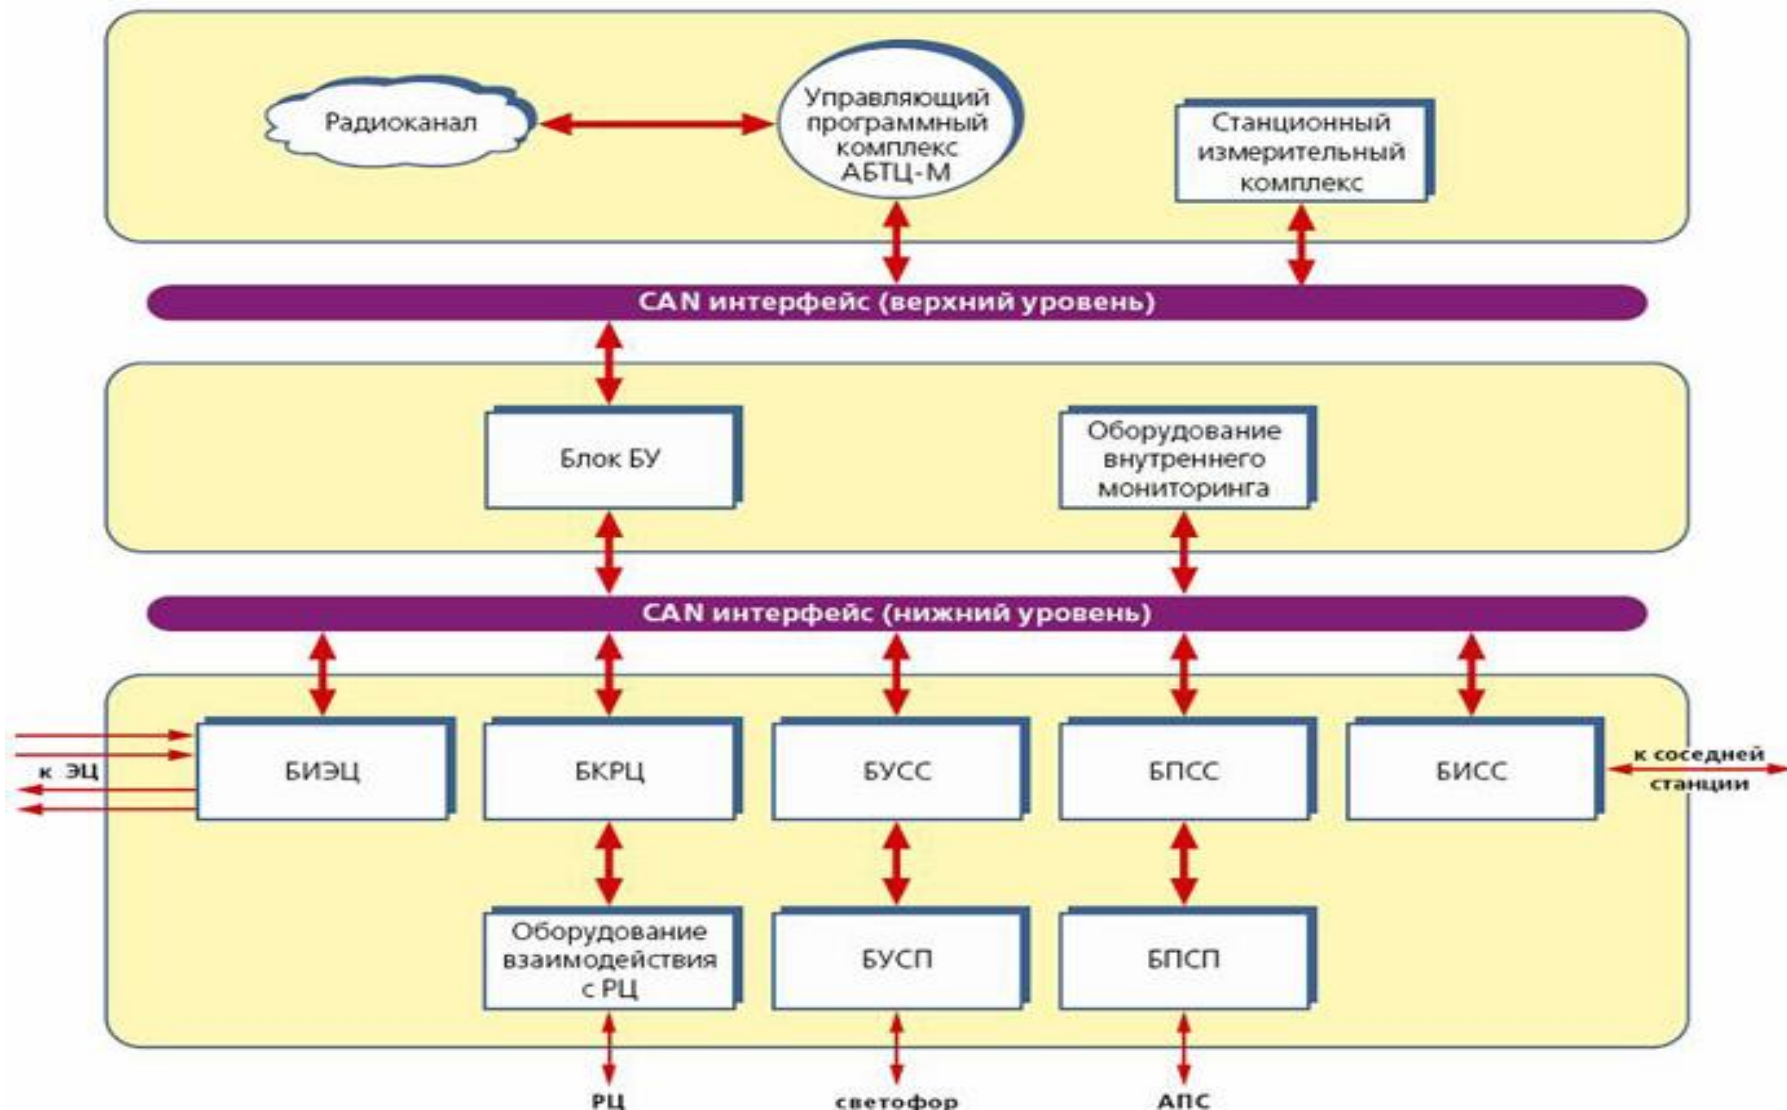 Радиоканал
Управляющий
программный
комплекс
АБТЦ-М
Станционный
измерительный
комплекс
CAN интерфейс (верхний уровень)
Блок БУ
Оборудование
внутреннего
мониторинга
CAN интерфейс (нижний уровень)
к ЭЦ
БИЭЦ
БКРЦ
БУСС
БПСС
БИСС
к соседней
станции
Оборудование
взаимодействия
с РЦ
БУСП
БПСП
РЦ
светофор
АПС